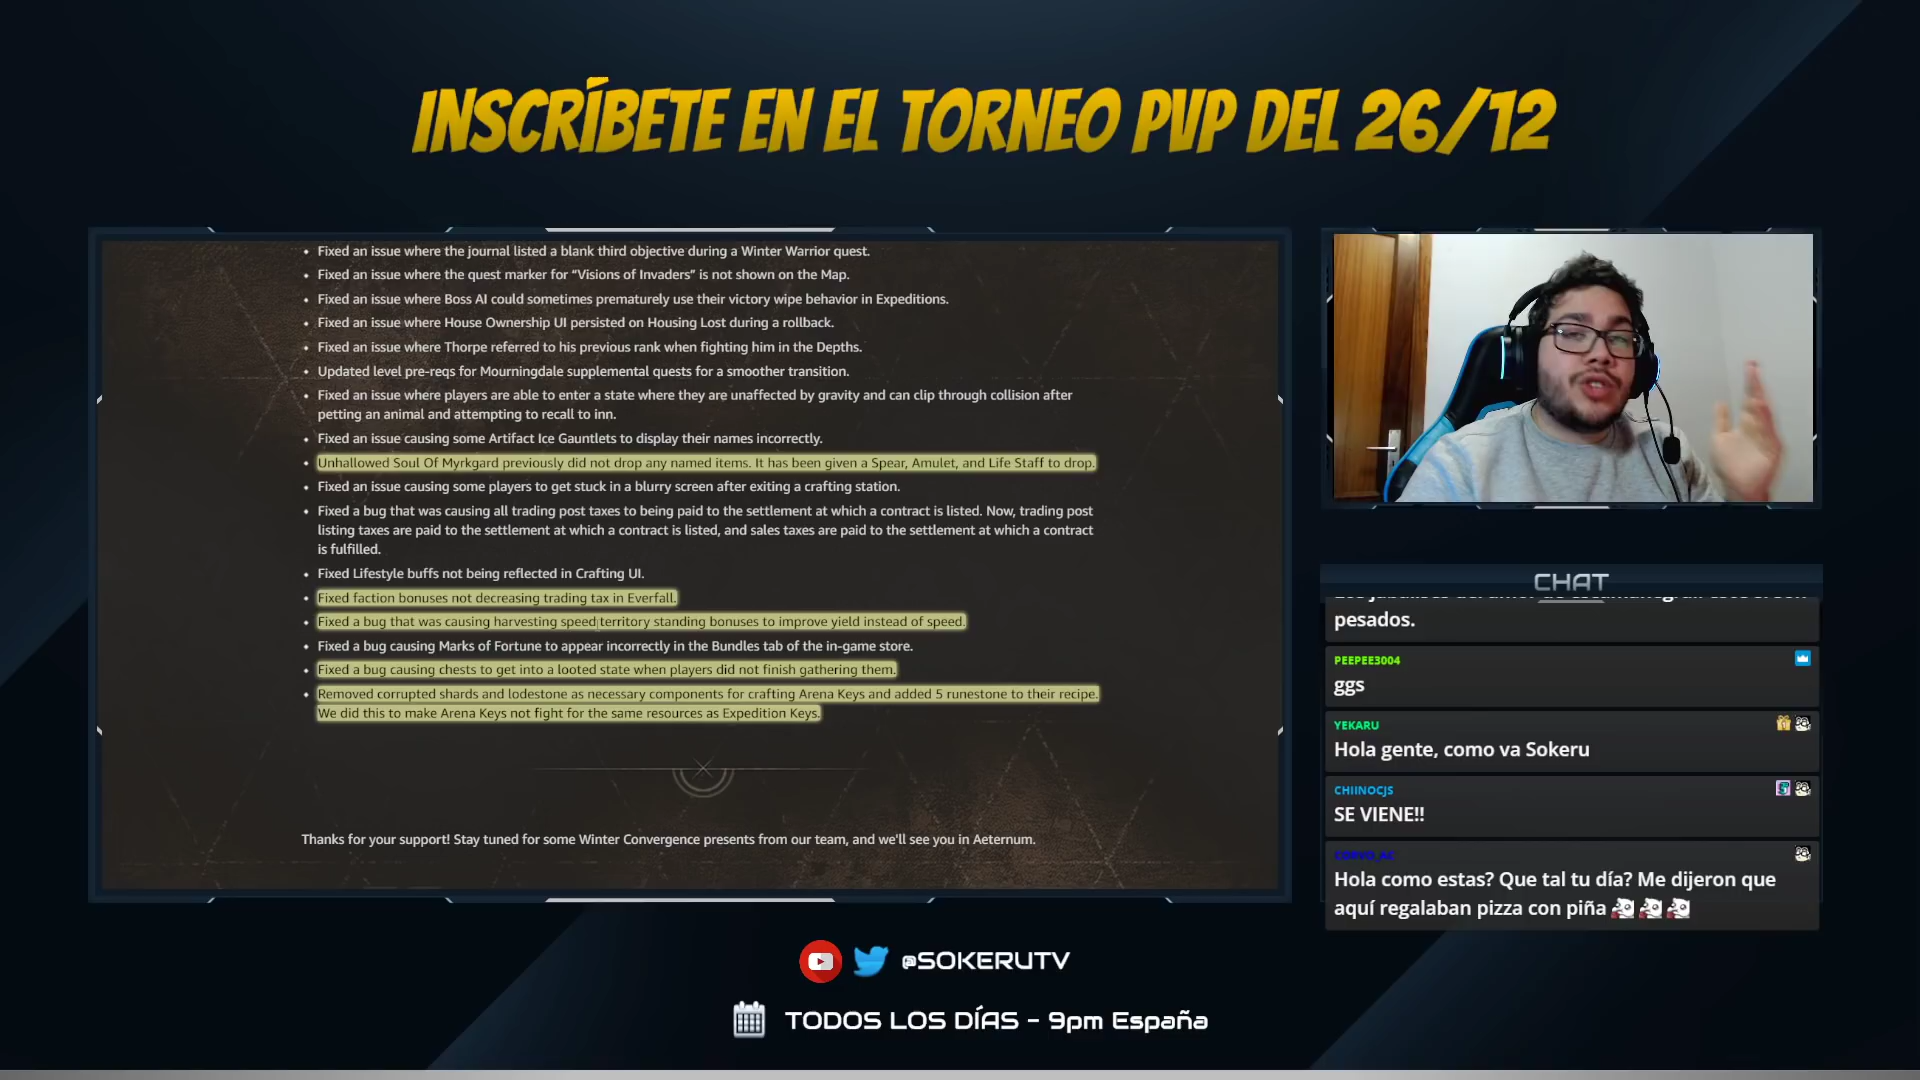 INSCRÍBETE EN EL TORNEO PVP DEL 26/12
• Fixed an issue where the journal listed a blank third objective during a Winter Warrior quest.
• Fixed an issue where the quest marker for “Visions of Invaders” is not shown on the Map.
• Fixed an issue where Boss AI could sometimes prematurely use their victory wipe behavior in Expeditions.
• Fixed an issue where House Ownership UI persisted on Housing Lost during a rollback.
• Fixed an issue where Thorpe referred to his previous rank when fighting him in the Depths.
• Updated level pre-reqs for Mourningdale supplemental quests for a smoother transition.
• Fixed an issue where players are able to enter a state where they are unaffected by gravity and can clip through collision after
petting an animal and attempting to recall to inn.
• Fixed an issue causing some Artifact Ice Gauntlets to display their names incorrectly.
• Unhallowed Soul Of Myrkgard previously did not drop any named items. It has been given a Spear, Amulet, and Life Staff to drop.
• Fixed an issue causing some players to get stuck in a blurry screen after exiting a crafting station.
• Fixed a bug that was causing all trading post taxes to being paid to the settlement at which a contract is listed. Now, trading post
listing taxes are paid to the settlement at which a contract is listed, and sales taxes are paid to the settlement at which a contract
is fulfilled.
• Fixed Lifestyle buffs not being reflected in Crafting UI.
• Fixed faction bonuses not decreasing trading tax in Everfall.
• Fixed a bug that was causing harvesting speed territory standing bonuses to improve yield instead of speed.
• Fixed a bug causing Marks of Fortune to appear incorrectly in the Bundles tab of the in-game store.
• Fixed a bug causing chests to get into a looted state when players did not finish gathering them.
• Removed corrupted shards and lodestone as necessary components for crafting Arena Keys and added 5 runestone to their recipe.
We did this to make Arena Keys not fight for the same resources as Expedition Keys.
Thanks for your support! Stay tuned for some Winter Convergence presents from our team, and we'll see you in Aeternum.
CHAT
pesados.
PEEPEE3004
ggs
YEKARU
Hola gente, como va Sokeru
CHIINOCJS
SE VIENE!!
Hola como estas? Que tal tu día? Me dijeron que
aquí regalaban pizza con piña
@SOKERUTV
TODOS LOS DÍAS - 9pm España